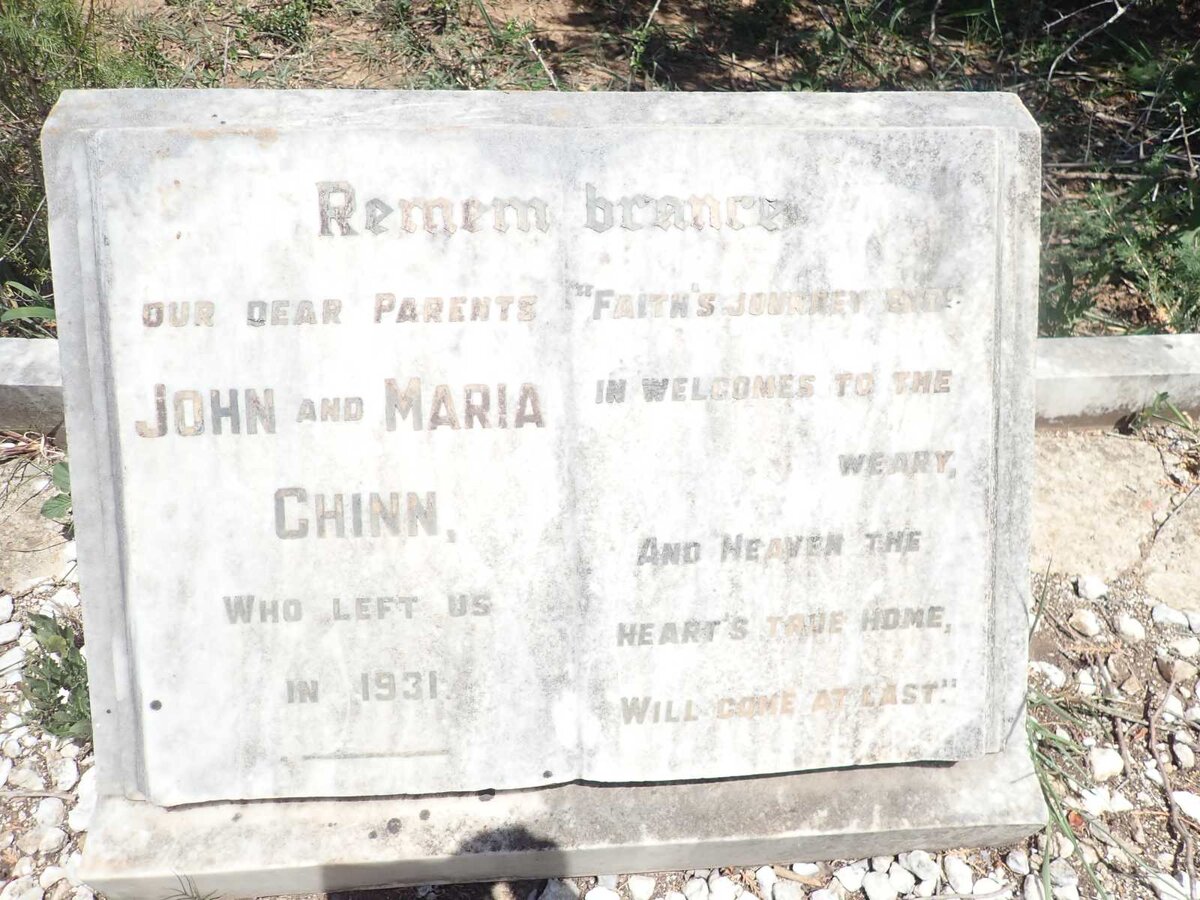 Remembrance
OUR DEAR PARENTS
JOHN AND MARIA
CHINN,
WHO LEFT US
IN 1931.
"FAITH'S JOURNEY ENDS
IN WELCOMES TO THE
WEARY,
AND HEAVEN THE
HEART'S TRUE HOME,
WILL COME AT LAST."